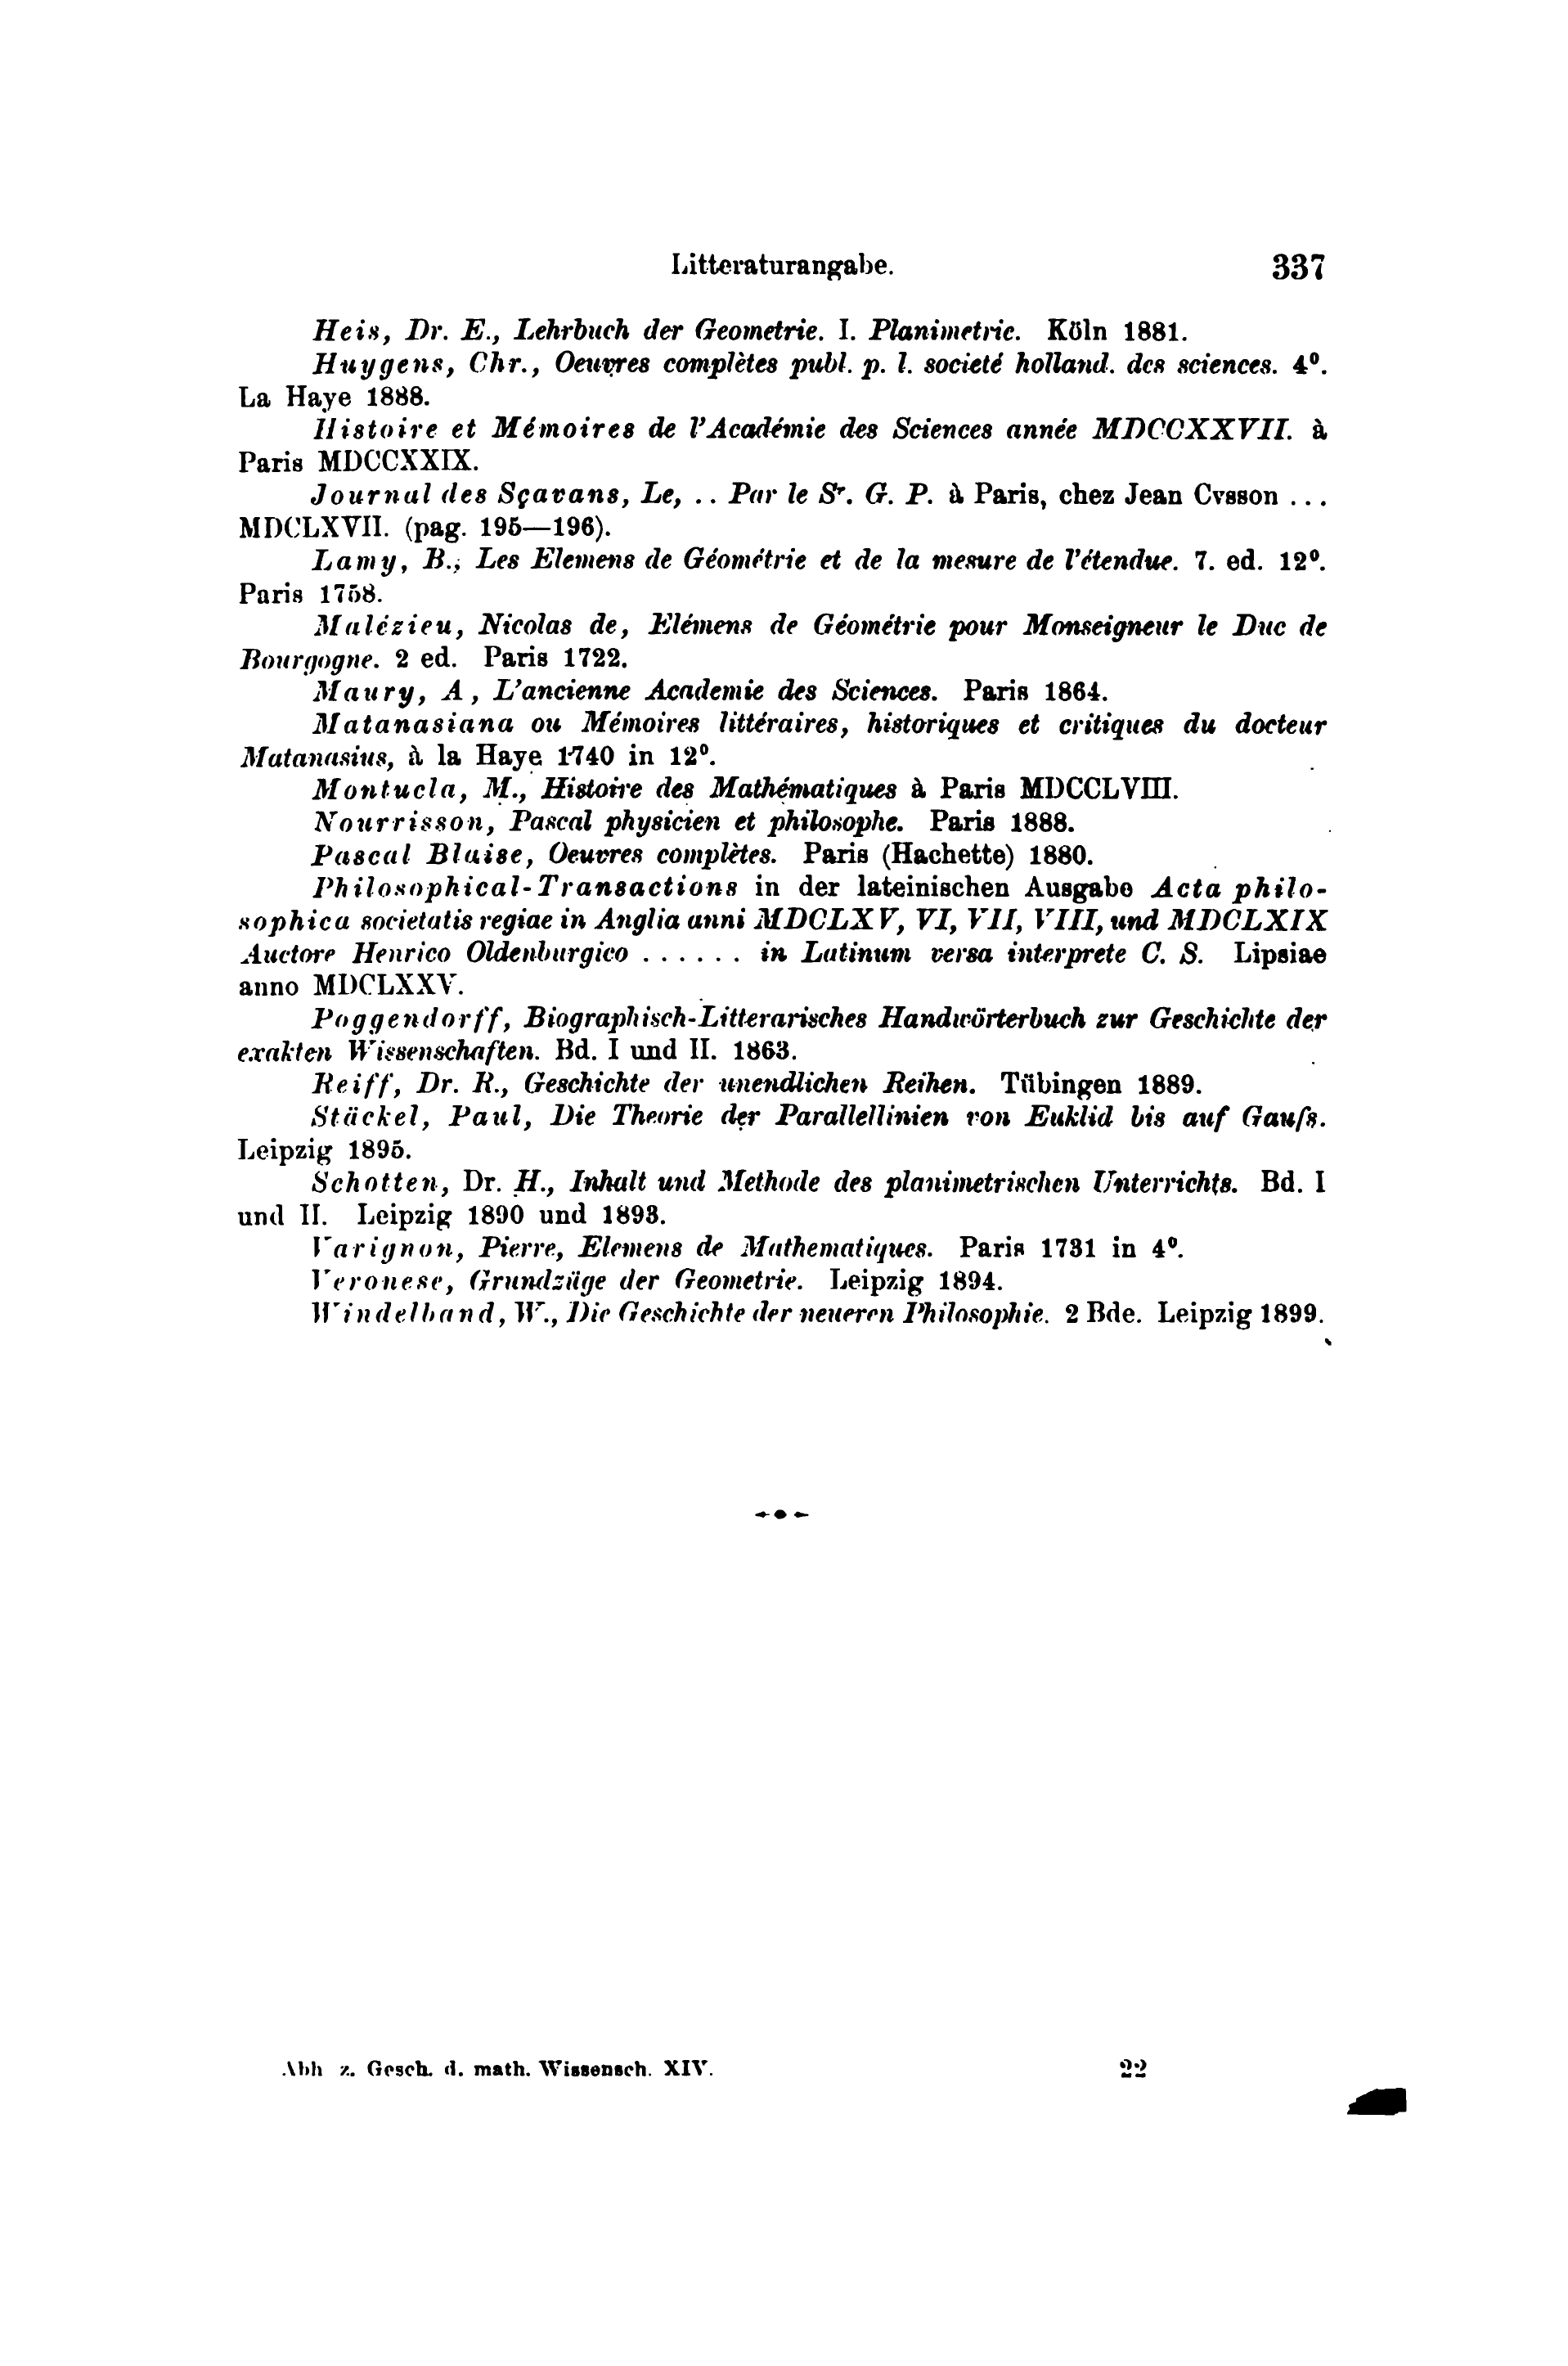 Litteraturangabe. 337
Heis, Dr. E., Lehrbuch der Geometrie. I. Planimetric. Köln 1881.
Huygens, Chr., Oeuvres complètes publ. p. l. societé holland. des sciences. 4⁰.
La Haye 1888.
Histoire et Mémoires de l'Académie des Sciences année MDCCXXVII. à
Paris MDCCXXIX.
Journal des Sçavans, Le, .. Par le Sʳ. G. P. à Paris, chez Jean Cvsson ...
MDCLXVII. (pag. 195—196).
Lamy, B., Les Elemens de Géométrie et de la mesure de l'étendue. 7. ed. 12⁰.
Paris 1758.
Malézieu, Nicolas de, Elémens de Géométrie pour Monseigneur le Duc de
Bourgogne. 2 ed. Paris 1722.
Maury, A, L'ancienne Academie des Sciences. Paris 1864.
Matanasiana ou Mémoires littéraires, historiques et critiques du docteur
Matanasius, à la Haye 1740 in 12⁰.
Montucla, M., Histoire des Mathématiques à Paris MDCCLVIII.
Nourrisson, Pascal physicien et philosophe. Paris 1888.
Pascal Blaise, Oeuvres complètes. Paris (Hachette) 1880.
Philosophical-Transactions in der lateinischen Ausgabe Acta philo-
sophica societatis regiae in Anglia anni MDCLXV, VI, VII, VIII, und MDCLXIX
Auctore Henrico Oldenburgico . . . . . . in Latinum versa interprete C. S. Lipsiae
anno MDCLXXV.
Poggendorff, Biographisch-Litterarisches Handwörterbuch zur Geschichte der
exakten Wissenschaften. Bd. I und II. 1863.
Reiff, Dr. R., Geschichte der unendlichen Reihen. Tübingen 1889.
Stäckel, Paul, Die Theorie der Parallellinien von Euklid bis auf Gauſs.
Leipzig 1895.
Schotten, Dr. H., Inhalt und Methode des planimetrischen Unterrichts. Bd. I
und II. Leipzig 1890 und 1893.
Varignon, Pierre, Elemens de Mathematiques. Paris 1731 in 4⁰.
Veronese, Grundzüge der Geometrie. Leipzig 1894.
Windelband, W., Die Geschichte der neueren Philosophie. 2 Bde. Leipzig 1899.
Abh z. Gesch. d. math. Wissensch. XIV. 22